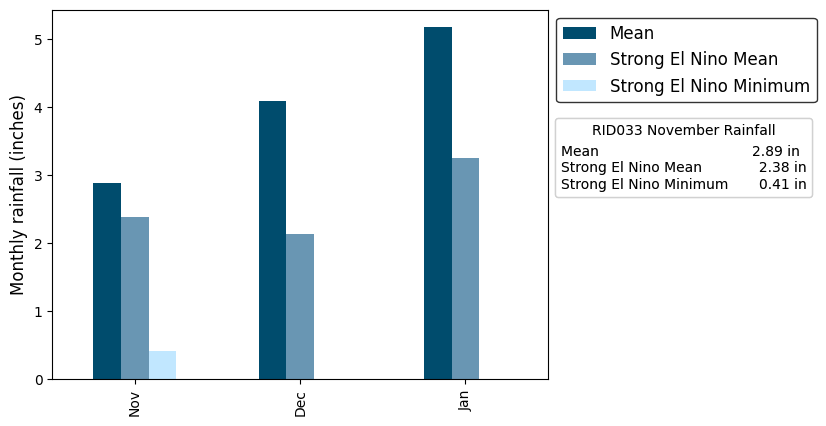 Monthly rainfall (inches)
5
4
3
2
1
0
Nov
Dec
Jan
Mean
Strong El Nino Mean
Strong El Nino Minimum
RID033 November Rainfall
Mean 2.89 in
Strong El Nino Mean 2.38 in
Strong El Nino Minimum 0.41 in